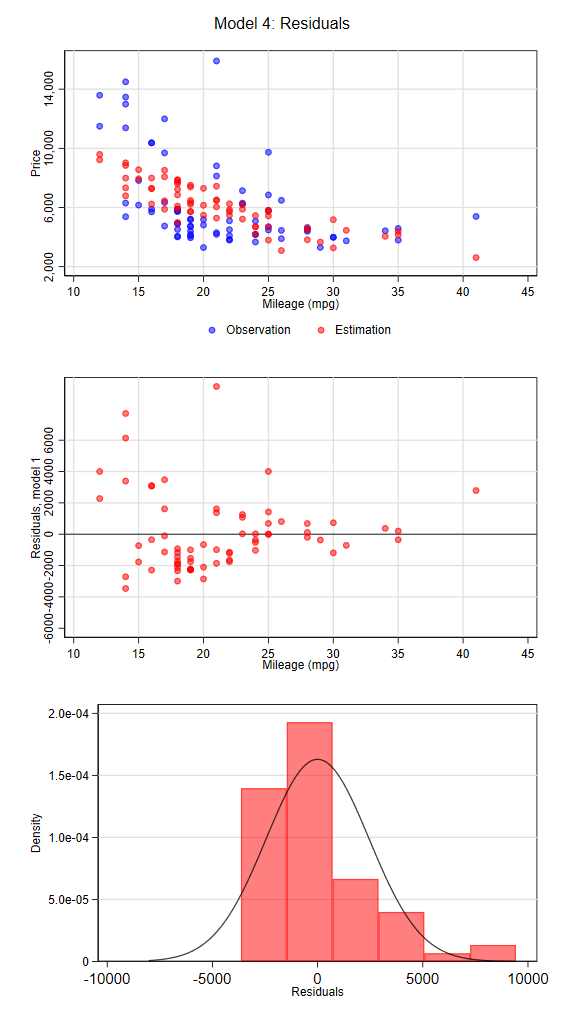 Model 4: Residuals
Price
14,000
10,000
6,000
2,000
10 15 20 25 30 35 40 45
Mileage (mpg)
Observation Estimation
Residuals, model 1
6000
4000
2000
0
-2000
-4000
-6000
10 15 20 25 30 35 40 45
Mileage (mpg)
Density
2.0e-04
1.5e-04
1.0e-04
5.0e-05
0
-10000 -5000 0 5000 10000
Residuals